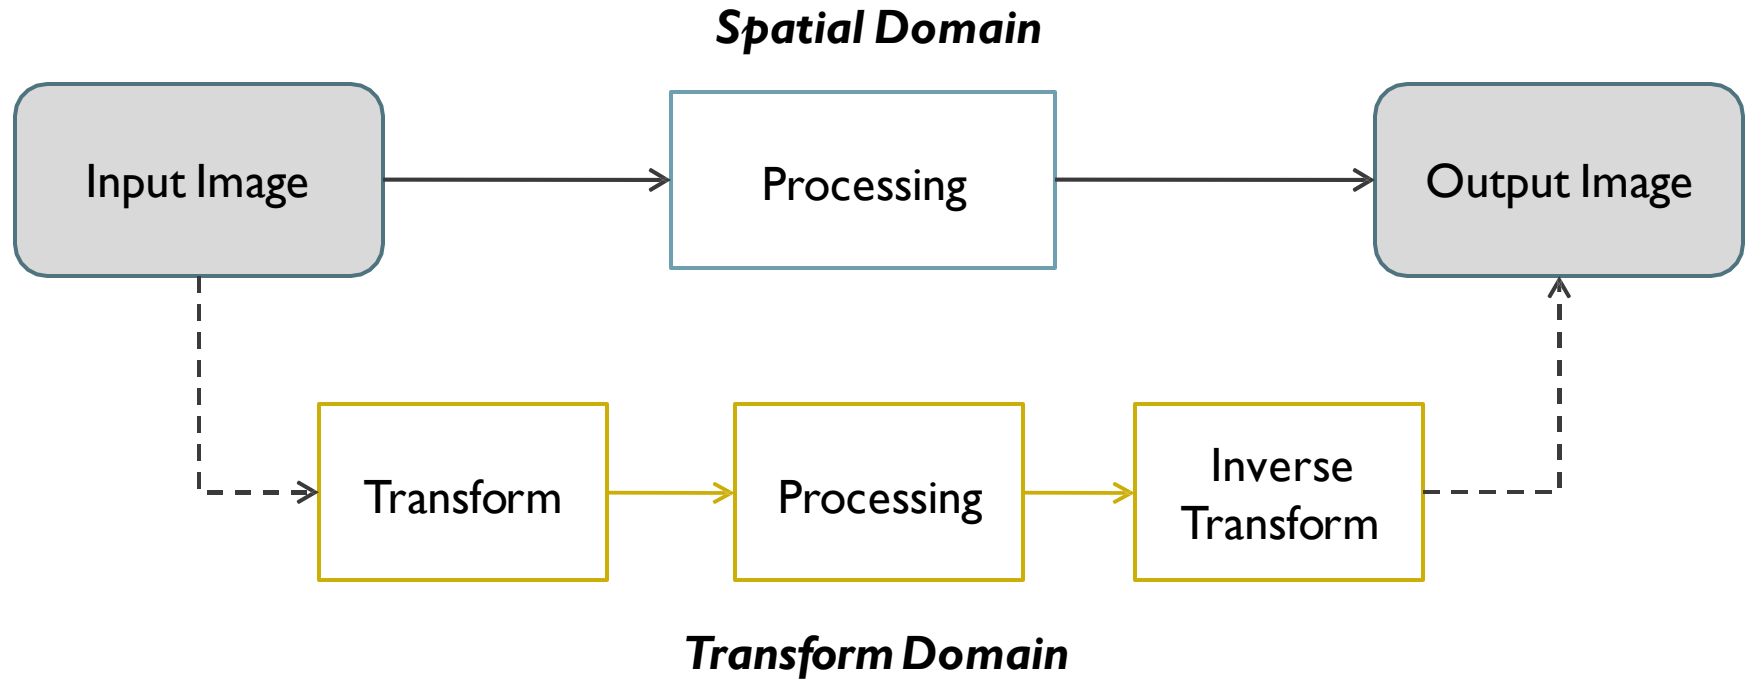 Spatial Domain
Input Image
Processing
Output Image
Transform
Processing
Inverse
Transform
Transform Domain